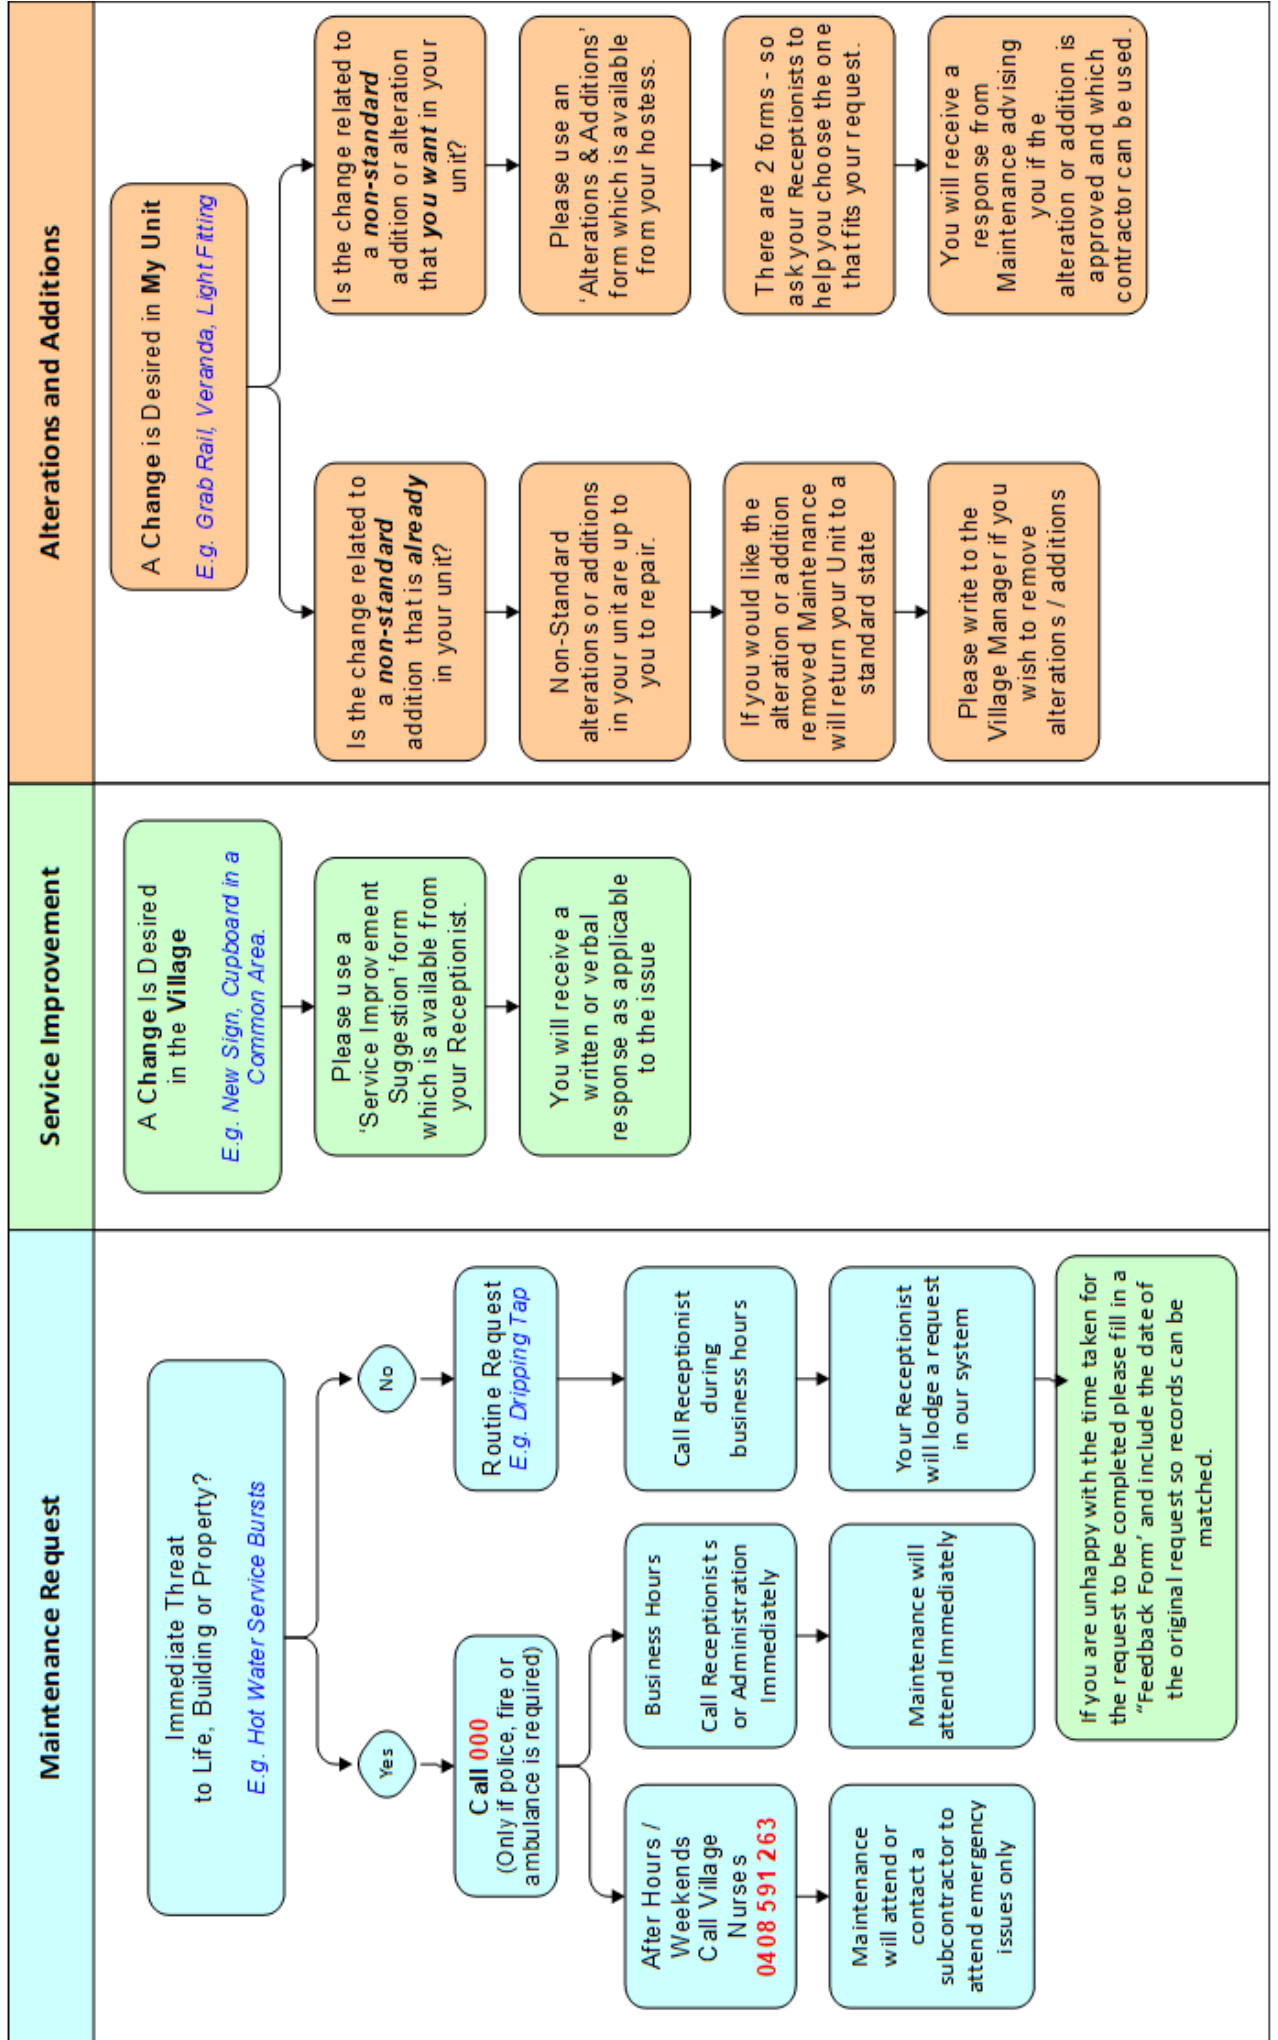 Maintenance Request
Immediate Threat
to Life, Building or Property?
E.g. Hot Water Service Bursts
Yes
No
Call 000
(Only if police, fire or
ambulance is required)
After Hours /
Weekends
Call Village
Nurses
0408 591 263
Maintenance
will attend or
contact a
subcontractor to
attend emergency
issues only
Business Hours
Call Receptionists
or Administration
Immediately
Maintenance will
attend Immediately
Routine Request
E.g. Dripping Tap
Call Receptionist
during
business hours
Your Receptionist
will lodge a request
in our system
If you are unhappy with the time taken for
the request to be completed please fill in a
“Feedback Form’ and include the date of
the original request so records can be
matched.
Service Improvement
A Change Is Desired
in the Village
E.g. New Sign, Cupboard in a
Common Area.
Please use a
‘Service Improvement
Suggestion’ form
which is available from
your Receptionist.
You will receive a
written or verbal
response as applicable
to the issue
Alterations and Additions
A Change is Desired in My Unit
E.g. Grab Rail, Veranda, Light Fitting
Is the change related to
a non-standard
addition that is already
in your unit?
Non-Standard
alterations or additions
in your unit are up to
you to repair.
If you would like the
alteration or addition
removed Maintenance
will return your Unit to a
standard state
Please write to the
Village Manager if you
wish to remove
alterations / additions
Is the change related to
a non-standard
addition or alteration
that you want in your
unit?
Please use an
‘Alterations & Additions’
form which is available
from your hostess.
There are 2 forms - so
ask your Receptionists to
help you choose the one
that fits your request.
You will receive a
response from
Maintenance advising
you if the
alteration or addition is
approved and which
contractor can be used.